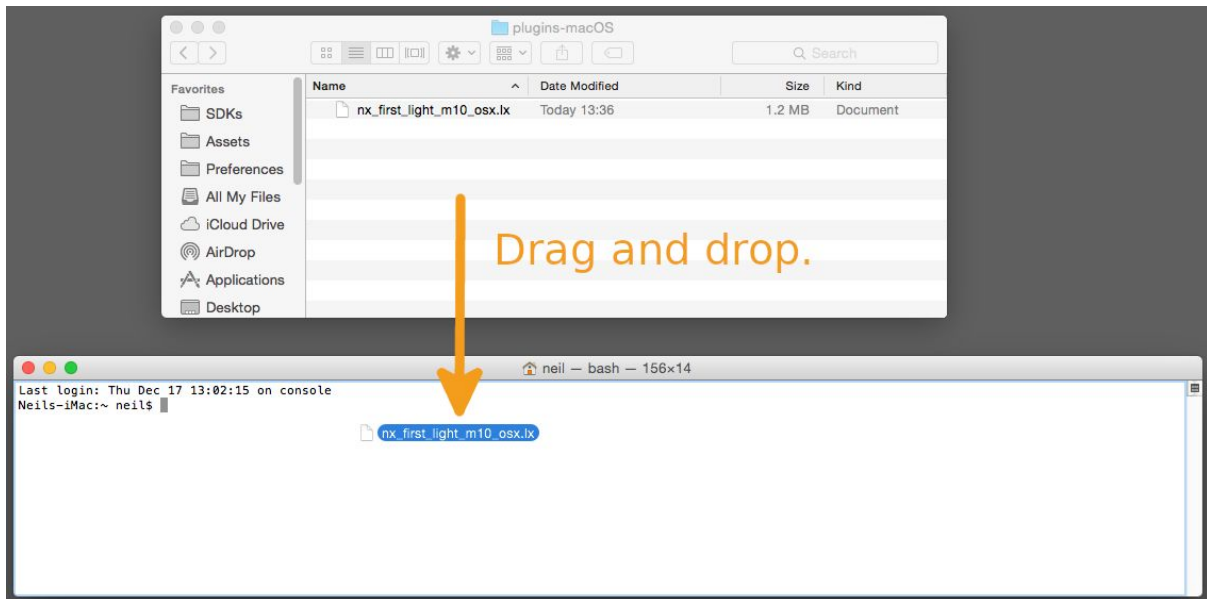 plugins-macOS
Search
Favorites
SDKs
Assets
Preferences
All My Files
iCloud Drive
AirDrop
Applications
Desktop
Name Date Modified Size Kind
nx_first_light_m10_osx.lx Today 13:36 1.2 MB Document
Drag and drop.
neil — bash — 156×14
Last login: Thu Dec 17 13:02:15 on console
Neils-iMac:~ neil$
nx_first_light_m10_osx.lx